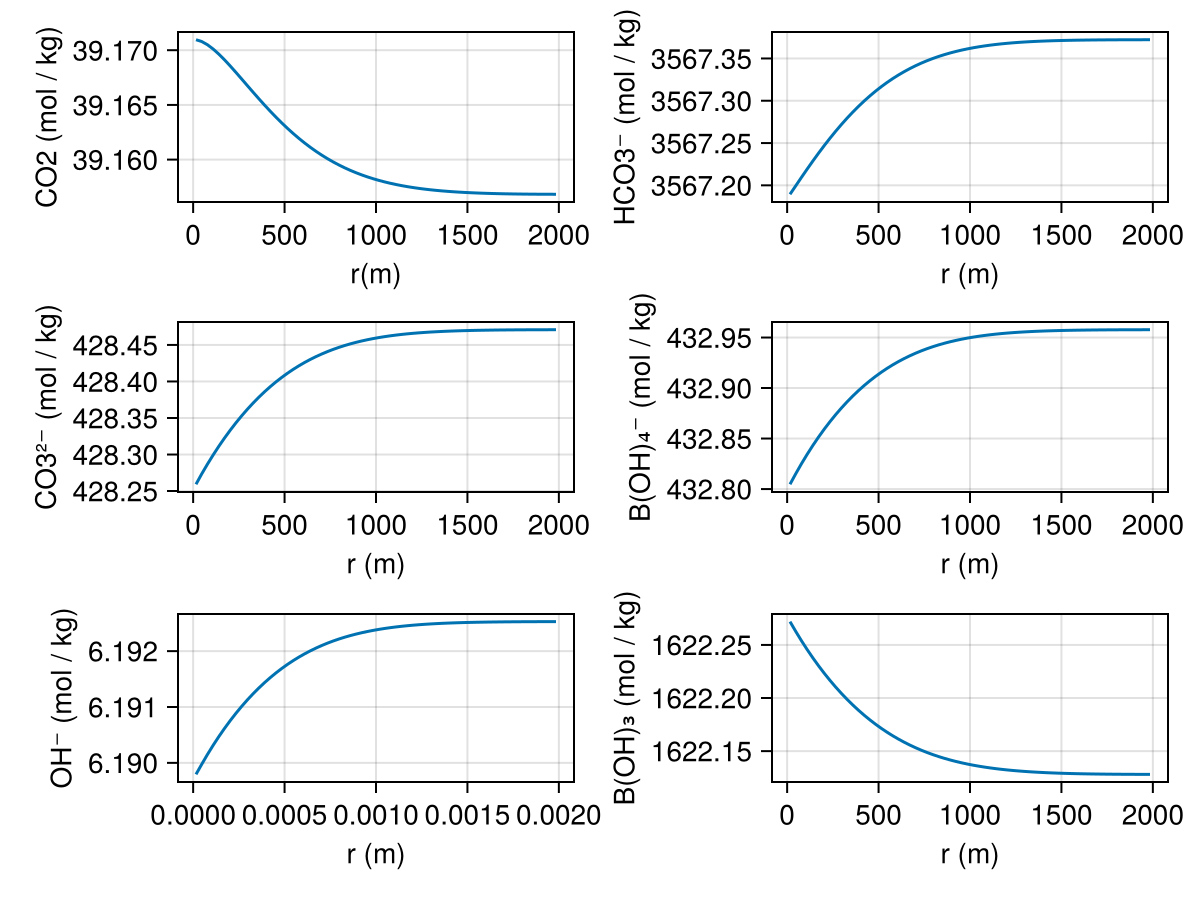 CO2 (mol / kg)
39.170
39.165
39.160
0 500 1000 1500 2000
r(m)
HCO3⁻ (mol / kg)
3567.35
3567.30
3567.25
3567.20
0 500 1000 1500 2000
r (m)
CO3²⁻ (mol / kg)
428.45
428.40
428.35
428.30
428.25
0 500 1000 1500 2000
r (m)
B(OH)₄⁻ (mol / kg)
432.95
432.90
432.85
432.80
0 500 1000 1500 2000
r (m)
OH⁻ (mol / kg)
6.192
6.191
6.190
0.0000 0.0005 0.0010 0.0015 0.0020
r (m)
B(OH)₃ (mol / kg)
1622.25
1622.20
1622.15
0 500 1000 1500 2000
r (m)